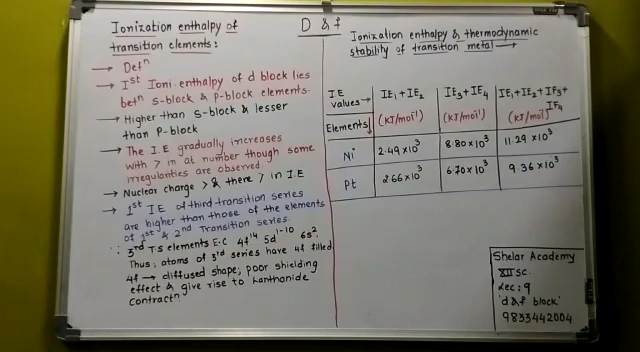 D & f
Ionization enthalpy of
transition elements:
→ Defⁿ
→ Iˢᵗ Ioni. enthalpy of d block lies
betⁿ S-block & P-block elements.
→ Higher than S-block & lesser
than P-block
→ The I.E gradually increases
with > in at number though some
irregularities are observed.
→ Nuclear charge > & there > in I.E
→ 1ˢᵗ IE of third transition series
are higher than those of the elements
of 1ˢᵗ & 2nd Transition series.
∵ 3rd T.S elements E.C 4f¹⁴ 5d¹⁻¹⁰ 6s².
Thus, atoms of 3rd series have 4f filled
4f → diffused shape; poor shielding
effect & give rise to Lanthanide
contractⁿ
Ionization enthalpy & thermodynamic
stability of transition metal →
IE values→ IE₁+IE₂ IE₃+IE₄ IE₁+IE₂+IE₃+IE₄
Elements↓ (KJ/mol⁻¹) (KJ/mol⁻¹) (KJ/mol⁻¹)
Ni 2.49×10³ 8.80×10³ 11.29×10³
Pt 2.66×10³ 6.70×10³ 9.36×10³
Shelar Academy
XII SC.
Lec: 9
'd & f block'
9833442004